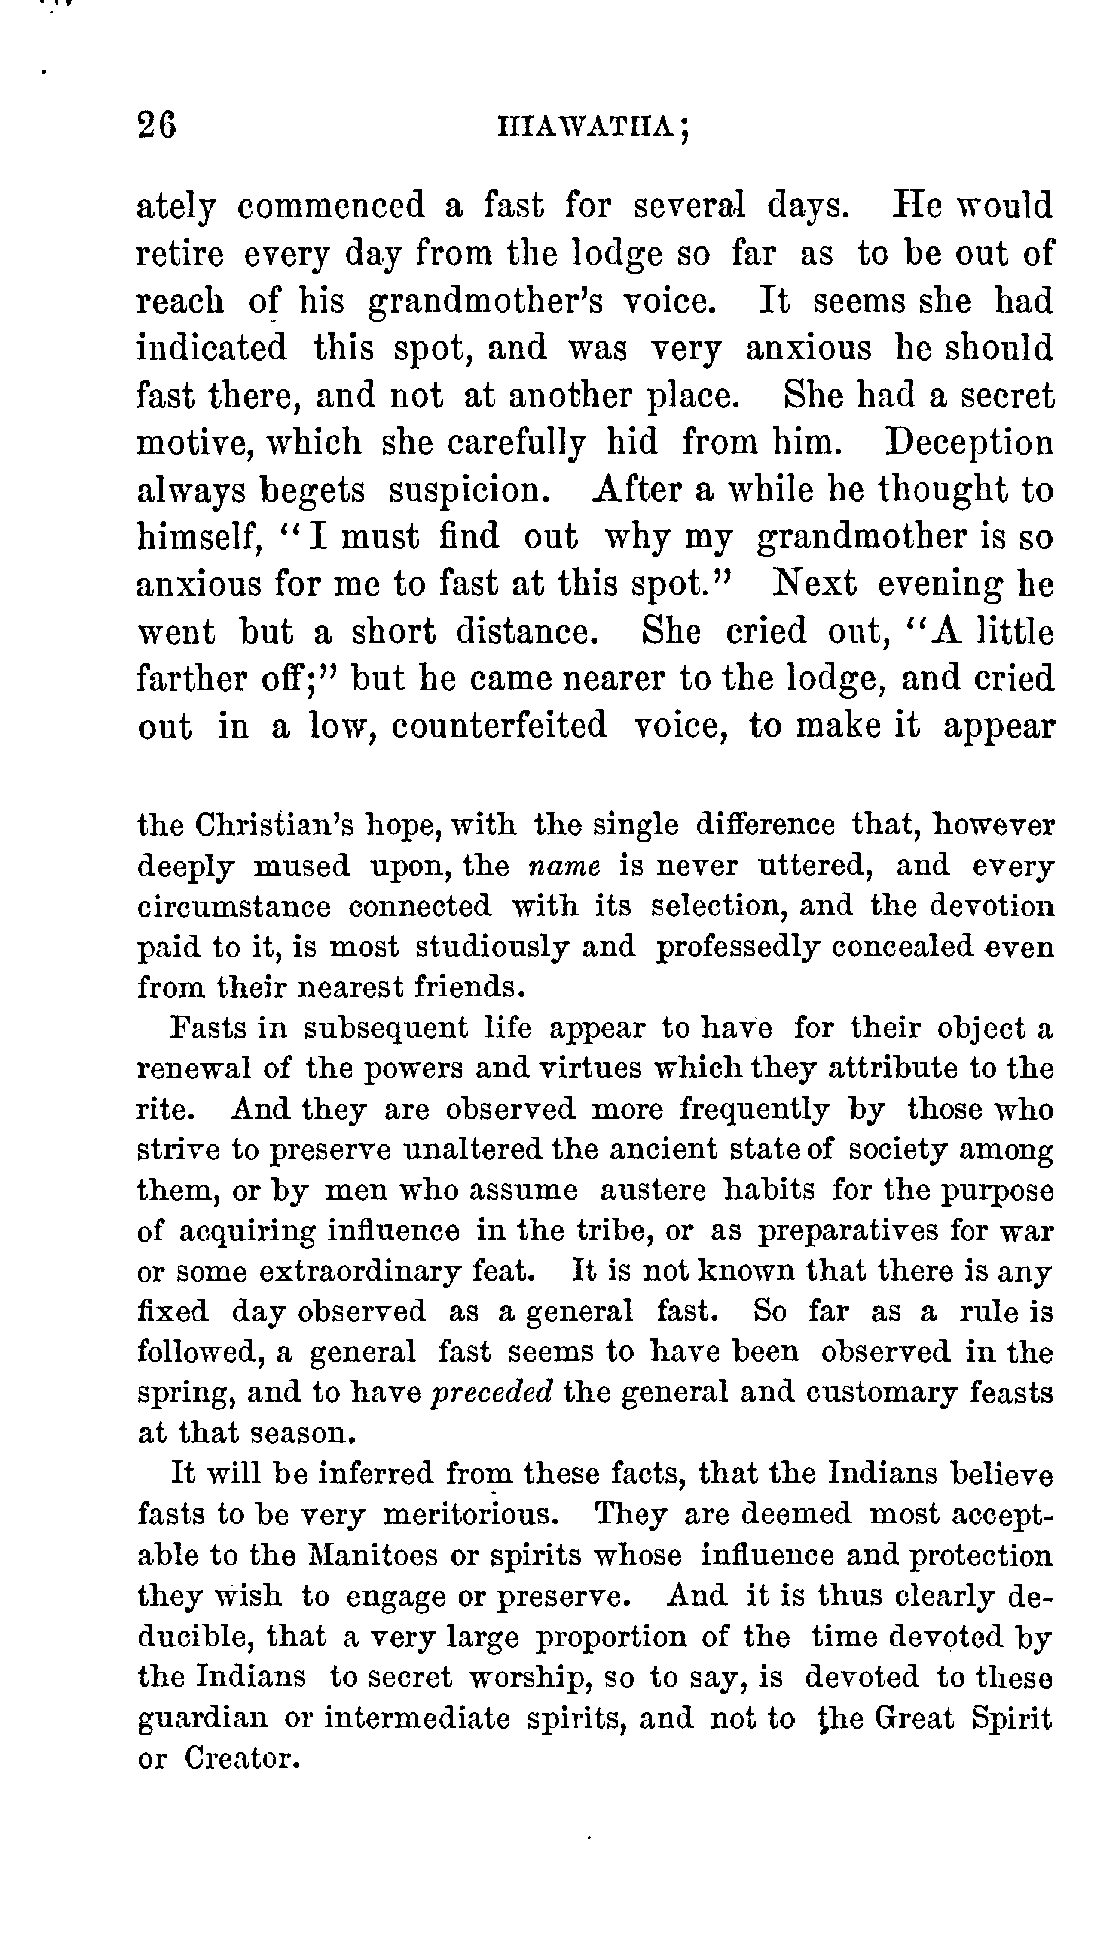 26 HIAWATHA;
ately commenced a fast for several days. He would
retire every day from the lodge so far as to be out of
reach of his grandmother's voice. It seems she had
indicated this spot, and was very anxious he should
fast there, and not at another place. She had a secret
motive, which she carefully hid from him. Deception
always begets suspicion. After a while he thought to
himself, "I must find out why my grandmother is so
anxious for me to fast at this spot." Next evening he
went but a short distance. She cried out, "A little
farther off;" but he came nearer to the lodge, and cried
out in a low, counterfeited voice, to make it appear
the Christian's hope, with the single difference that, however
deeply mused upon, the name is never uttered, and every
circumstance connected with its selection, and the devotion
paid to it, is most studiously and professedly concealed even
from their nearest friends.
Fasts in subsequent life appear to have for their object a
renewal of the powers and virtues which they attribute to the
rite. And they are observed more frequently by those who
strive to preserve unaltered the ancient state of society among
them, or by men who assume austere habits for the purpose
of acquiring influence in the tribe, or as preparatives for war
or some extraordinary feat. It is not known that there is any
fixed day observed as a general fast. So far as a rule is
followed, a general fast seems to have been observed in the
spring, and to have preceded the general and customary feasts
at that season.
It will be inferred from these facts, that the Indians believe
fasts to be very meritorious. They are deemed most accept-
able to the Manitoes or spirits whose influence and protection
they wish to engage or preserve. And it is thus clearly de-
ducible, that a very large proportion of the time devoted by
the Indians to secret worship, so to say, is devoted to these
guardian or intermediate spirits, and not to the Great Spirit
or Creator.